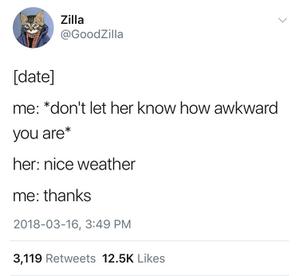 Zilla
@GoodZilla
[date]
me: *don't let her know how awkward
you are*
her: nice weather
me: thanks
2018-03-16, 3:49 PM
3,119 Retweets 12.5K Likes